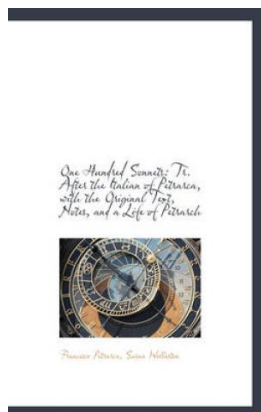 One Hundred Sonnets: Tr.
After the Italian of Petrarca,
with the Original Text,
Notes, and a Life of Petrarch
Francesco Petrarca, Susan Wollaston